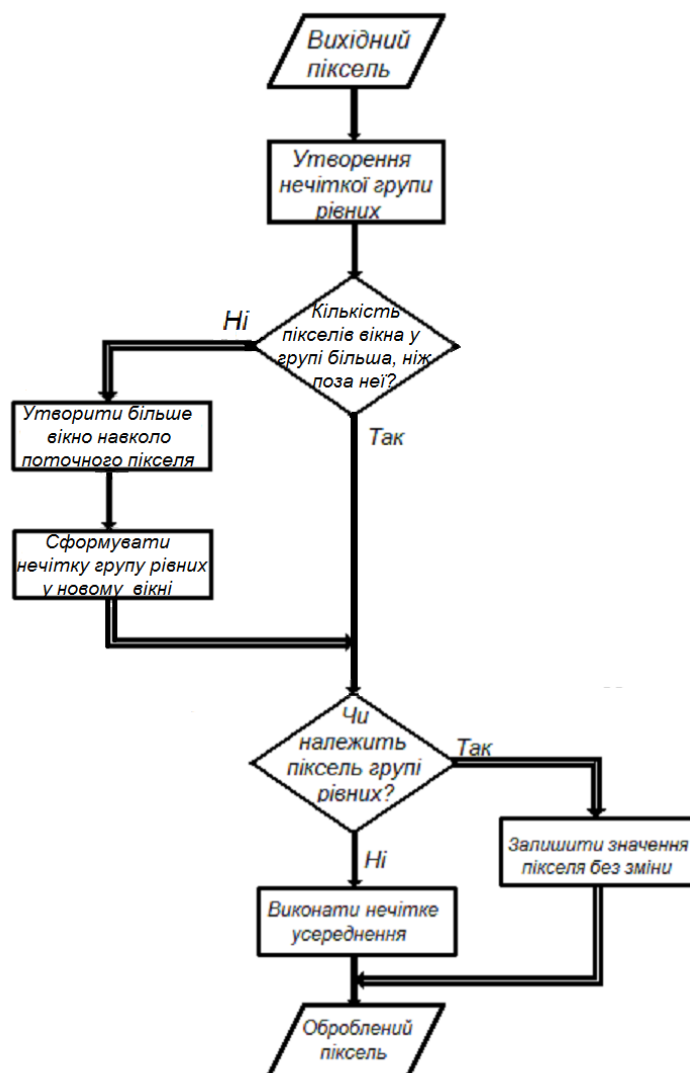 Вихідний
піксель
Утворення
нечіткої групи
рівних
Кількість
пікселів вікна у
групі більша, ніж
поза неї?
Ні
Утворити більше
вікно навколо
поточного пікселя
Так
Сформувати
нечітку групу рівних
у новому вікні
Чи
належить
піксель групі
рівних?
Так
Залишити значення
пікселя без зміни
Ні
Виконати нечітке
усереднення
Оброблений
піксель